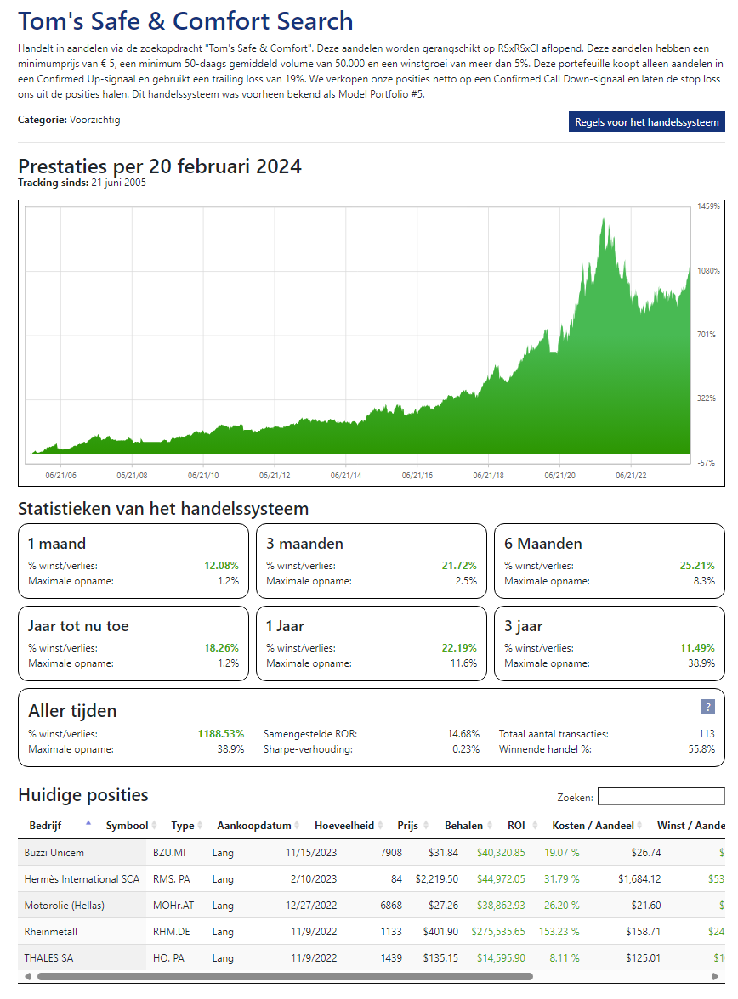 Tom's Safe & Comfort Search
Handelt in aandelen via de zoekopdracht "Tom's Safe & Comfort". Deze aandelen worden gerangschikt op RSxRSxCI aflopend. Deze aandelen hebben een
minimumprijs van € 5, een minimum 50-daags gemiddeld volume van 50.000 en een winstgroei van meer dan 5%. Deze portefeuille koopt alleen aandelen in
een Confirmed Up-signaal en gebruikt een trailing loss van 19%. We verkopen onze posities netto op een Confirmed Call Down-signaal en laten de stop loss
ons uit de posities halen. Dit handelssysteem was voorheen bekend als Model Portfolio #5.
Categorie: Voorzichtig
Regels voor het handelssysteem
Prestaties per 20 februari 2024
Tracking sinds: 21 juni 2005
1459%
1080%
701%
322%
-57%
06/21/06 06/21/08 06/21/10 06/21/12 06/21/14 06/21/16 06/21/18 06/21/20 06/21/22
Statistieken van het handelssysteem
1 maand
% winst/verlies: 12.08%
Maximale opname: 1.2%
3 maanden
% winst/verlies: 21.72%
Maximale opname: 2.5%
6 Maanden
% winst/verlies: 25.21%
Maximale opname: 8.3%
Jaar tot nu toe
% winst/verlies: 18.26%
Maximale opname: 1.2%
1 Jaar
% winst/verlies: 22.19%
Maximale opname: 11.6%
3 jaar
% winst/verlies: 11.49%
Maximale opname: 38.9%
Aller tijden ?
% winst/verlies: 1188.53% Samengestelde ROR: 14.68% Totaal aantal transacties: 113
Maximale opname: 38.9% Sharpe-verhouding: 0.23% Winnende handel %: 55.8%
Huidige posities
Zoeken:
Bedrijf Symbool Type Aankoopdatum Hoeveelheid Prijs Behalen ROI Kosten / Aandeel Winst / Aande
Buzzi Unicem BZU.MI Lang 11/15/2023 7908 $31.84 $40,320.85 19.07 % $26.74 $
Hermès International SCA RMS. PA Lang 2/10/2023 84 $2,219.50 $44,972.05 31.79 % $1,684.12 $53
Motorolie (Hellas) MOHr.AT Lang 12/27/2022 6868 $27.26 $38,862.93 26.20 % $21.60 $
Rheinmetall RHM.DE Lang 11/9/2022 1133 $401.90 $275,535.65 153.23 % $158.71 $24
THALES SA HO. PA Lang 11/9/2022 1439 $135.15 $14,595.90 8.11 % $125.01 $1